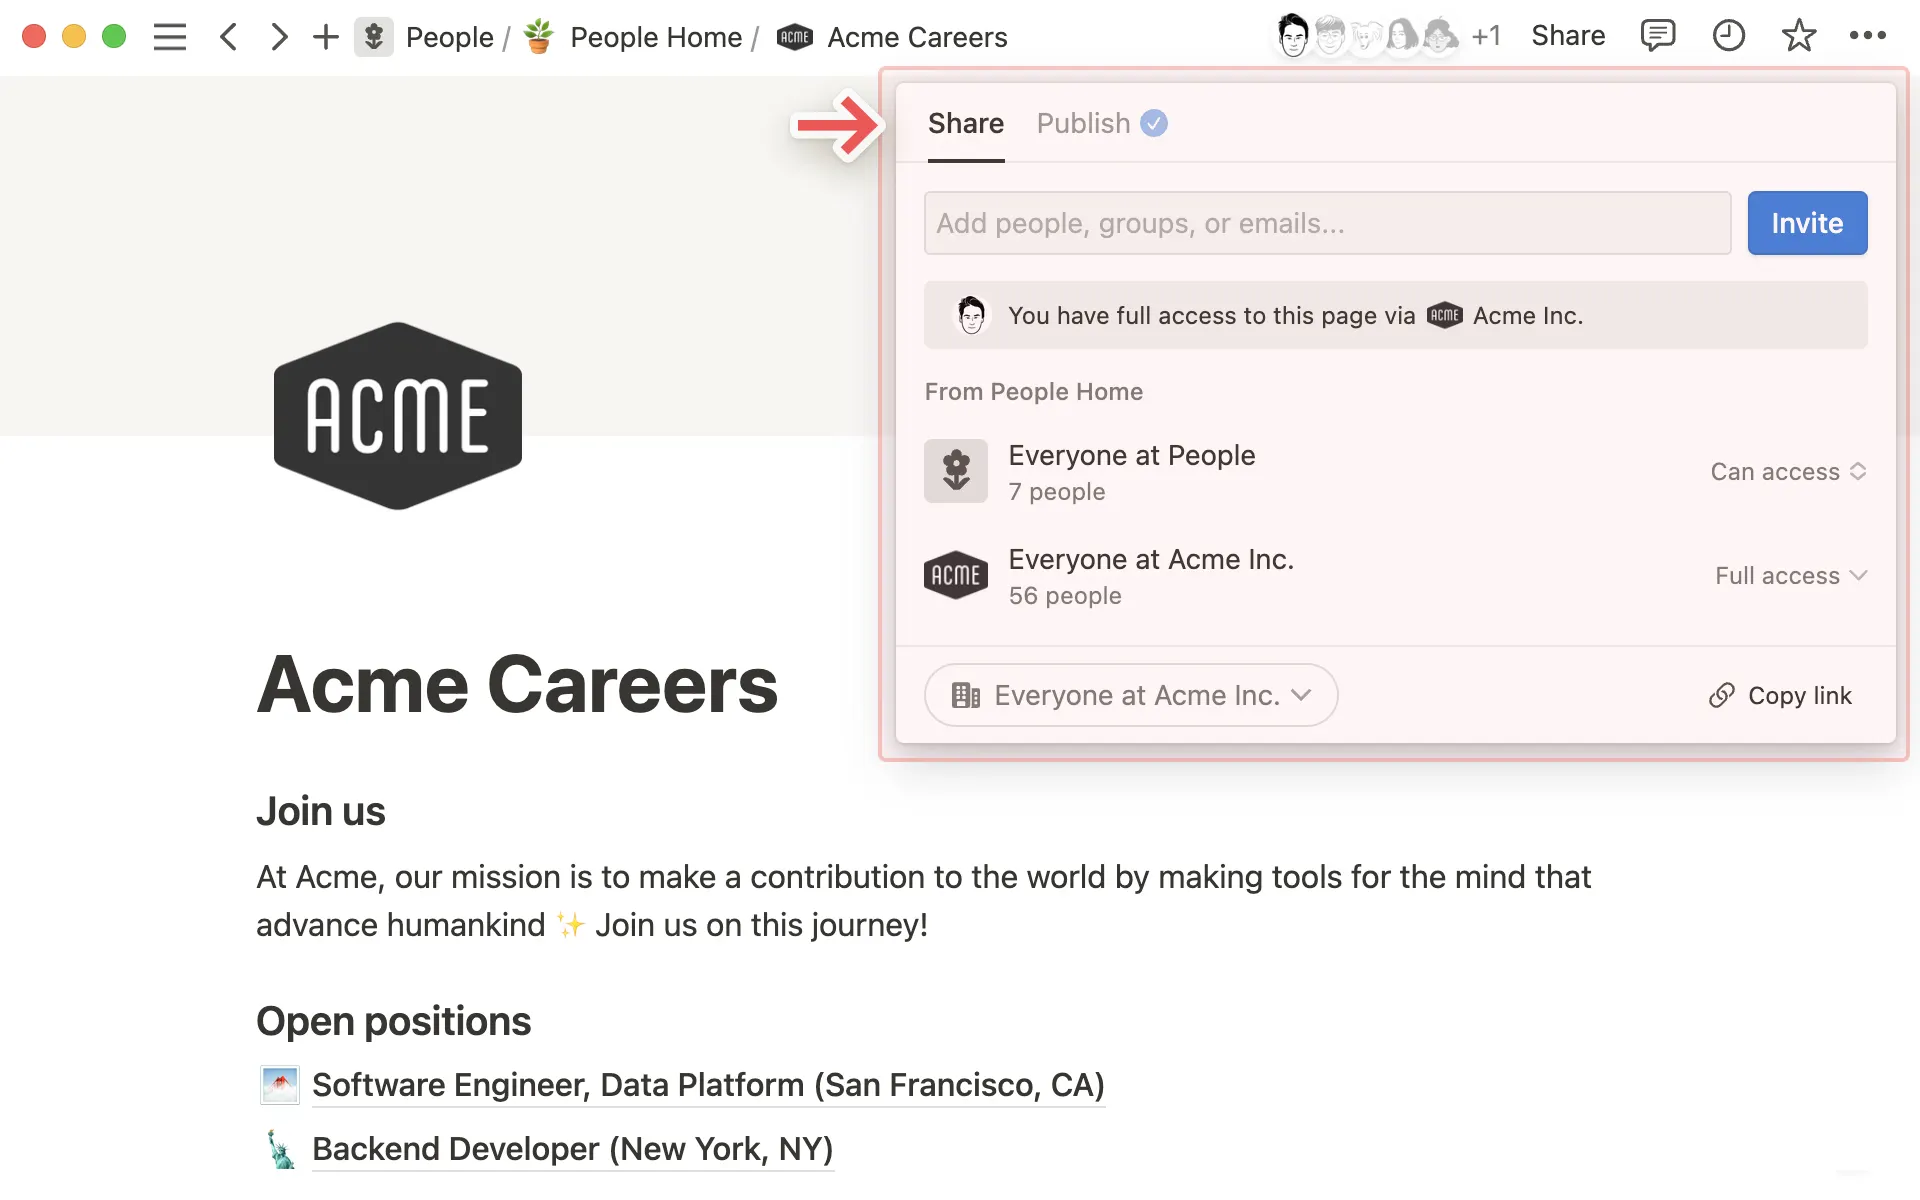 People / People Home / ACME Acme Careers
+1 Share
Share Publish
Add people, groups, or emails...
Invite
You have full access to this page via ACME Acme Inc.
From People Home
Everyone at People
7 people
Can access
ACME
Everyone at Acme Inc.
56 people
Full access
Everyone at Acme Inc.
Copy link
ACME
Acme Careers
Join us
At Acme, our mission is to make a contribution to the world by making tools for the mind that
advance humankind ✨ Join us on this journey!
Open positions
Software Engineer, Data Platform (San Francisco, CA)
Backend Developer (New York, NY)